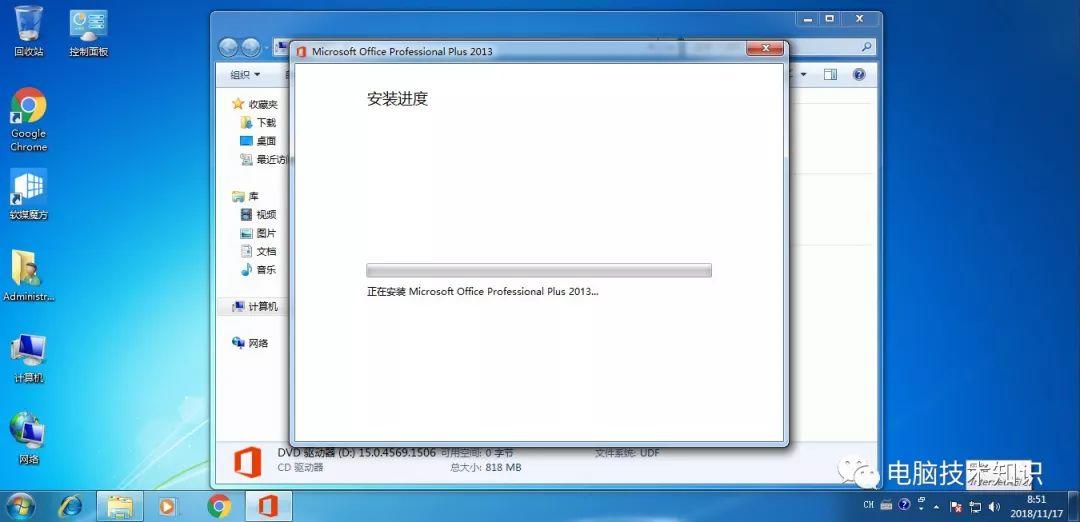 回收站
控制面板
Google
Chrome
软媒魔方
Administr...
计算机
网络
Microsoft Office Professional Plus 2013
组织
收藏夹
下载
桌面
最近访
库
视频
图片
文档
音乐
计算机
网络
安装进度
正在安装 Microsoft Office Professional Plus 2013...
DVD 驱动器 (D:) 15.0.4569.1506 可用空间: 0 字节 文件系统: UDF
CD 驱动器 总大小: 818 MB
电脑技术知识
CH
8:51
2018/11/17